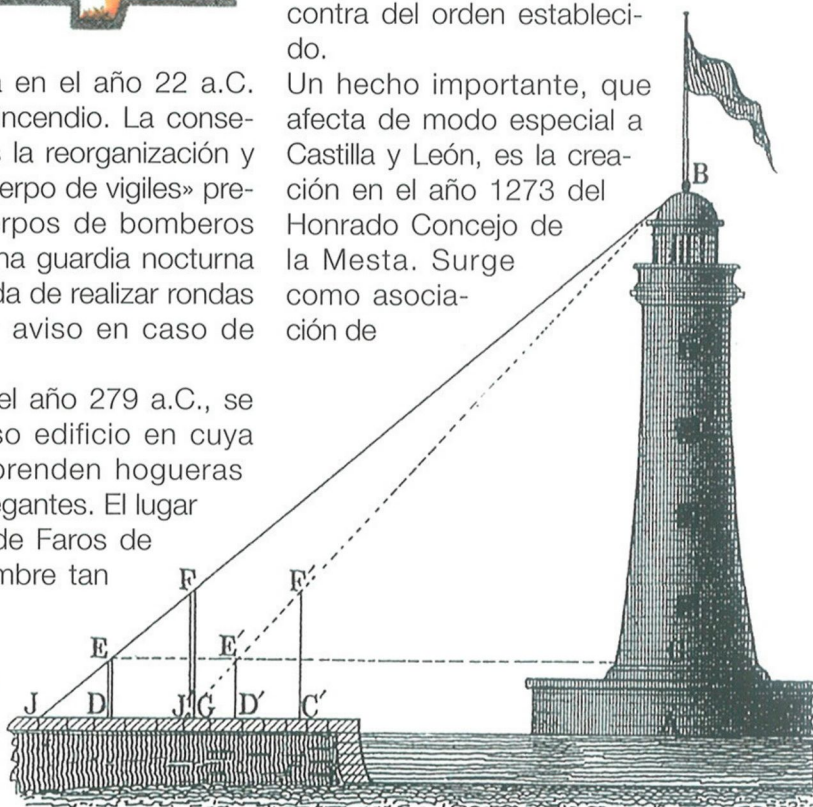 a en el año 22 a.C.
ncendio. La conse-
s la reorganización y
erpo de vigiles» pre-
rpos de bomberos
na guardia nocturna
da de realizar rondas
aviso en caso de
el año 279 a.C., se
so edificio en cuya
prenden hogueras
gantes. El lugar
de Faros de
mbre tan
contra del orden estableci-
do.
Un hecho importante, que
afecta de modo especial a
Castilla y León, es la crea-
ción en el año 1273 del
Honrado Concejo de
la Mesta. Surge
como asocia-
ción de
B
F F′
E E′
J D J′ G D′ C′